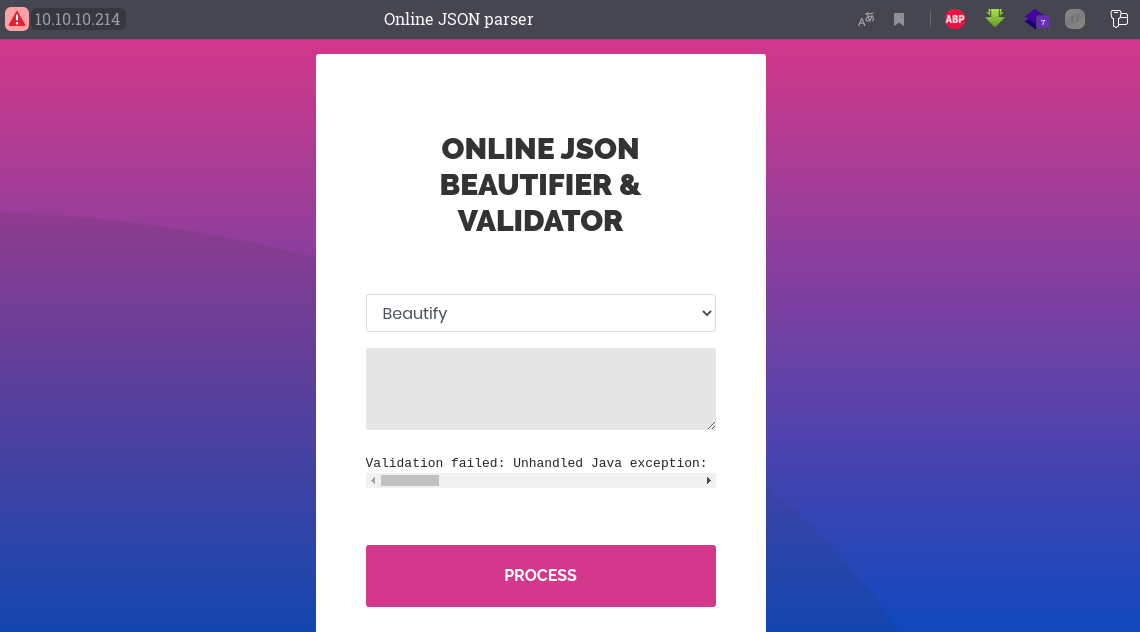 10.10.10.214
Online JSON parser
ABP
7
ONLINE JSON
BEAUTIFIER &
VALIDATOR
Beautify
Validation failed: Unhandled Java exception:
PROCESS